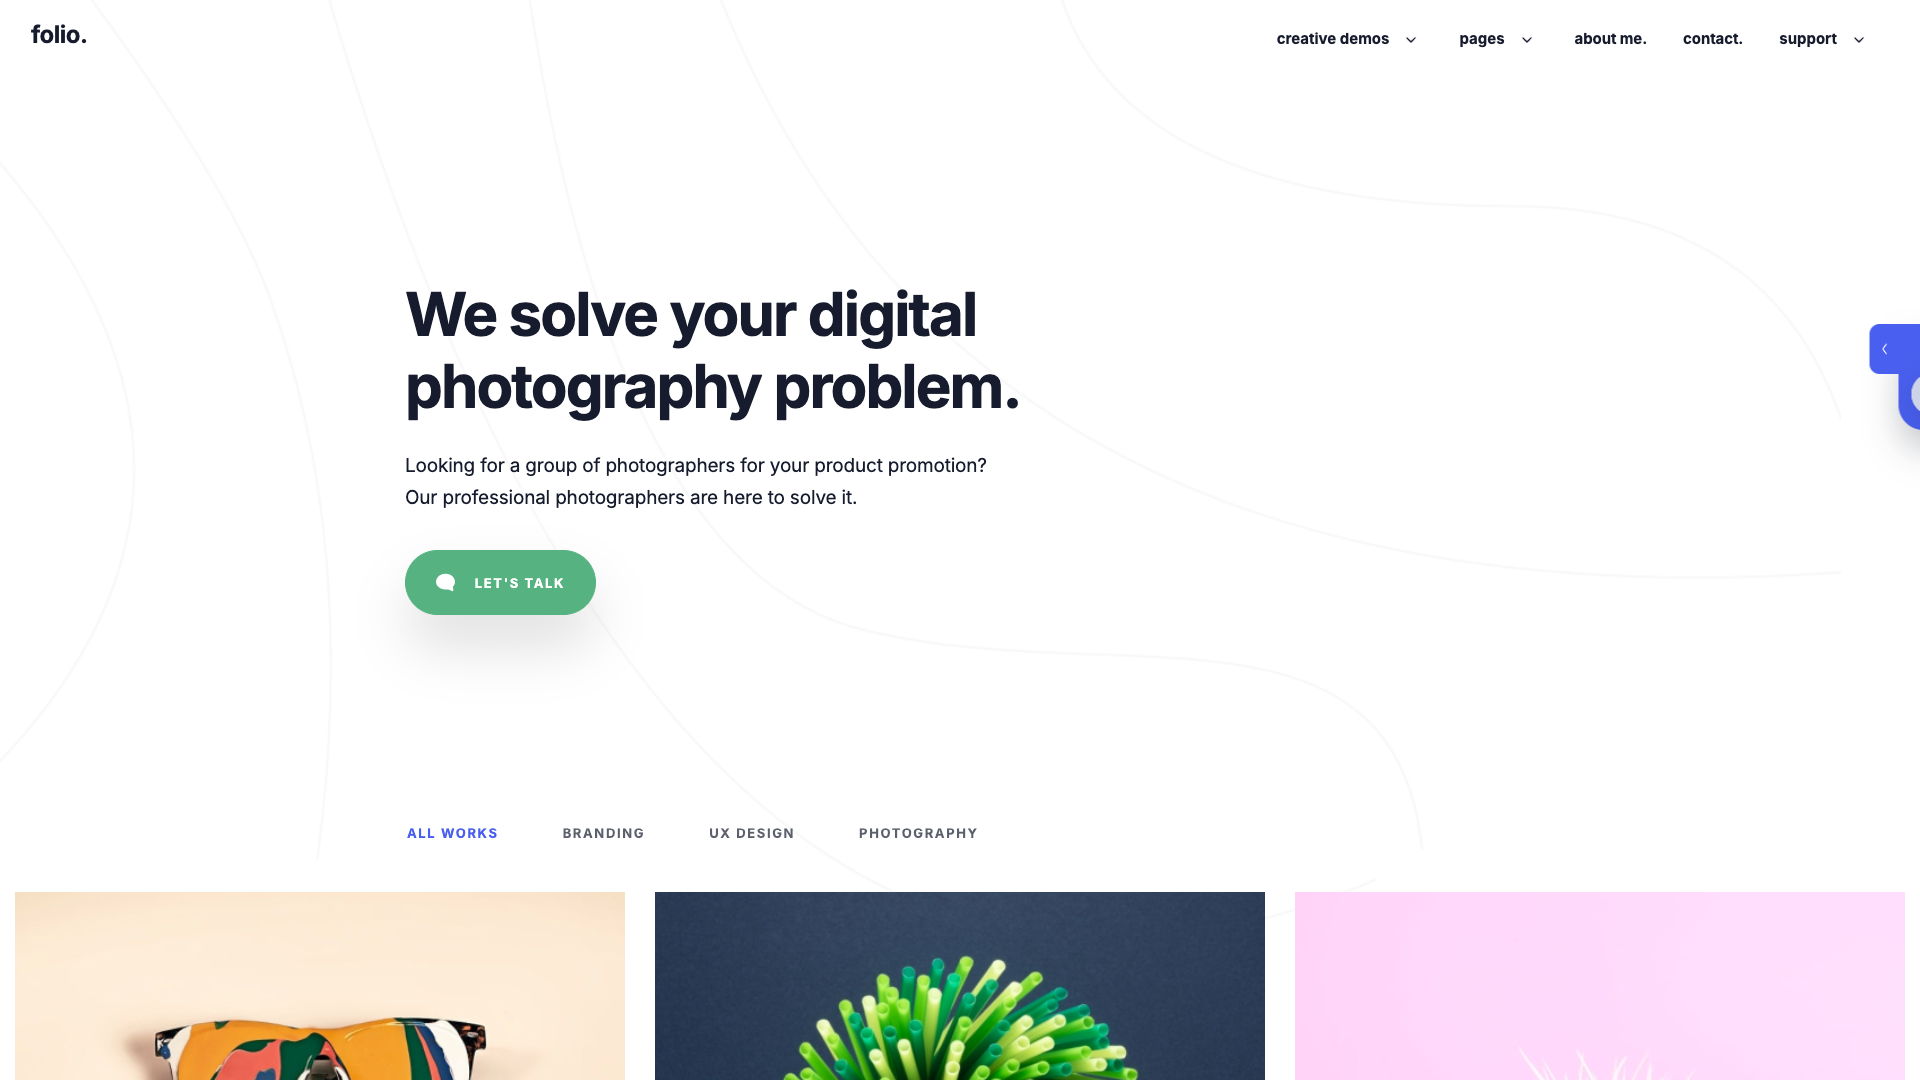 folio.
creative demos
pages
about me.
contact.
support
We solve your digital
photography problem.
Looking for a group of photographers for your product promotion?
Our professional photographers are here to solve it.
LET'S TALK
ALL WORKS
BRANDING
UX DESIGN
PHOTOGRAPHY